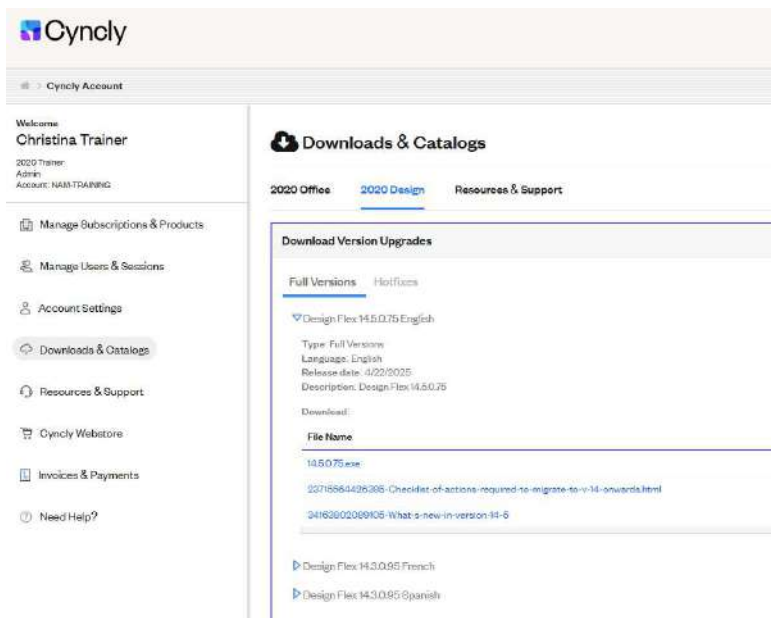 Cyncly
Cyncly Account
Welcome
Christina Trainer
2020 Trainer
Admin
Account: NAM-TRAINING
Manage Subscriptions & Products
Manage Users & Sessions
Account Settings
Downloads & Catalogs
Resources & Support
Cyncly Webstore
Invoices & Payments
Need Help?
Downloads & Catalogs
2020 Office 2020 Design Resources & Support
Download Version Upgrades
Full Versions Hotfixes
Design Flex 14.5.0.75 English
Type: Full Versions
Language: English
Release date: 4/22/2025
Description: Design Flex 14.5.0.75
Download:
File Name
14.5.0.75.exe
23715564426395-Checklist-of-actions-required-to-migrate-to-v-14-onwards.html
34163902099105-What-s-new-in-version-14-5
Design Flex 14.3.0.95 French
Design Flex 14.3.0.95 Spanish